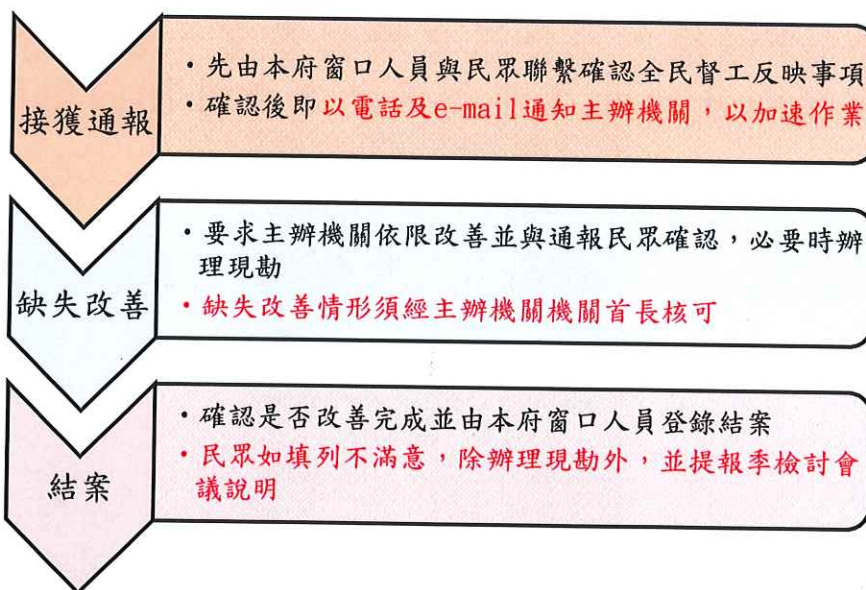 接獲通報
・先由本府窗口人員與民眾聯繫確認全民督工反映事項
・確認後即以電話及e-mail通知主辦機關，以加速作業
缺失改善
・要求主辦機關依限改善並與通報民眾確認，必要時辦
理現勘
・缺失改善情形須經主辦機關機關首長核可
結案
・確認是否改善完成並由本府窗口人員登錄結案
・民眾如填列不滿意，除辦理現勘外，並提報季檢討會
議說明